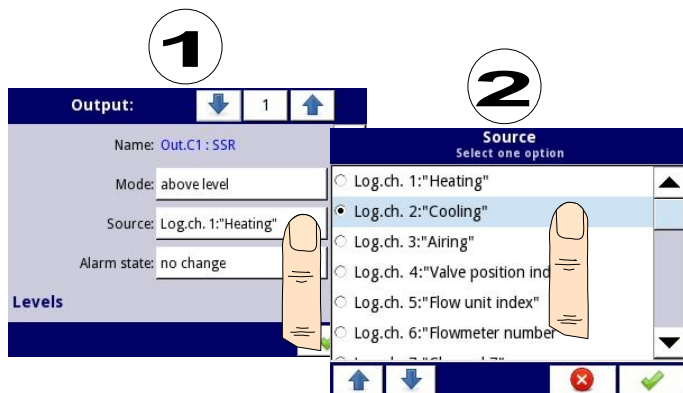 1
Output:
1
Name: Out.C1 : SSR
Mode: above level
Source: Log.ch. 1:"Heating"
Alarm state: no change
Levels
2
Source
Select one option
Log.ch. 1:"Heating"
Log.ch. 2:"Cooling"
Log.ch. 3:"Airing"
Log.ch. 4:"Valve position ind
Log.ch. 5:"Flow unit index"
Log.ch. 6:"Flowmeter number